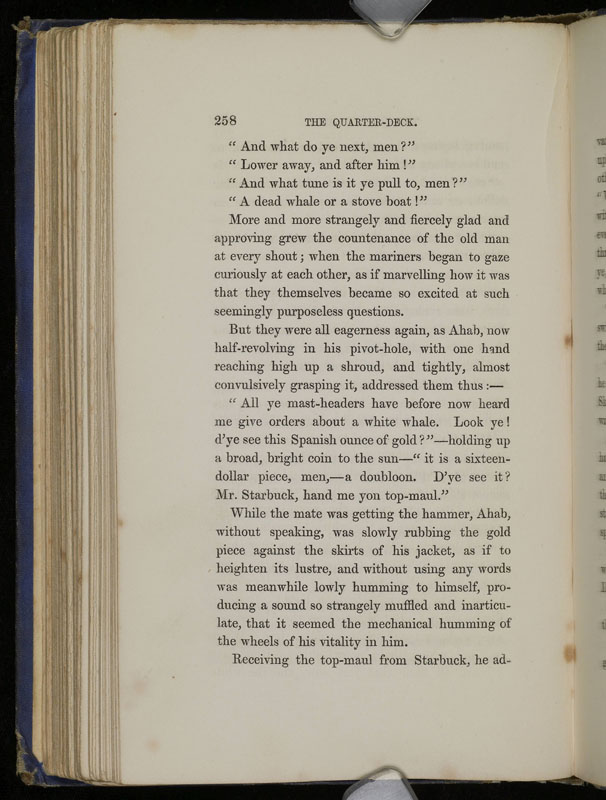 258 THE QUARTER-DECK.
“ And what do ye next, men?”
“ Lower away, and after him!”
“ And what tune is it ye pull to, men?”
“ A dead whale or a stove boat!”
More and more strangely and fiercely glad and
approving grew the countenance of the old man
at every shout; when the mariners began to gaze
curiously at each other, as if marvelling how it was
that they themselves became so excited at such
seemingly purposeless questions.
But they were all eagerness again, as Ahab, now
half-revolving in his pivot-hole, with one hand
reaching high up a shroud, and tightly, almost
convulsively grasping it, addressed them thus:—
“ All ye mast-headers have before now heard
me give orders about a white whale. Look ye!
d’ye see this Spanish ounce of gold?”—holding up
a broad, bright coin to the sun—“ it is a sixteen-
dollar piece, men,—a doubloon. D’ye see it?
Mr. Starbuck, hand me yon top-maul.”
While the mate was getting the hammer, Ahab,
without speaking, was slowly rubbing the gold
piece against the skirts of his jacket, as if to
heighten its lustre, and without using any words
was meanwhile lowly humming to himself, pro-
ducing a sound so strangely muffled and inarticu-
late, that it seemed the mechanical humming of
the wheels of his vitality in him.
Receiving the top-maul from Starbuck, he ad-